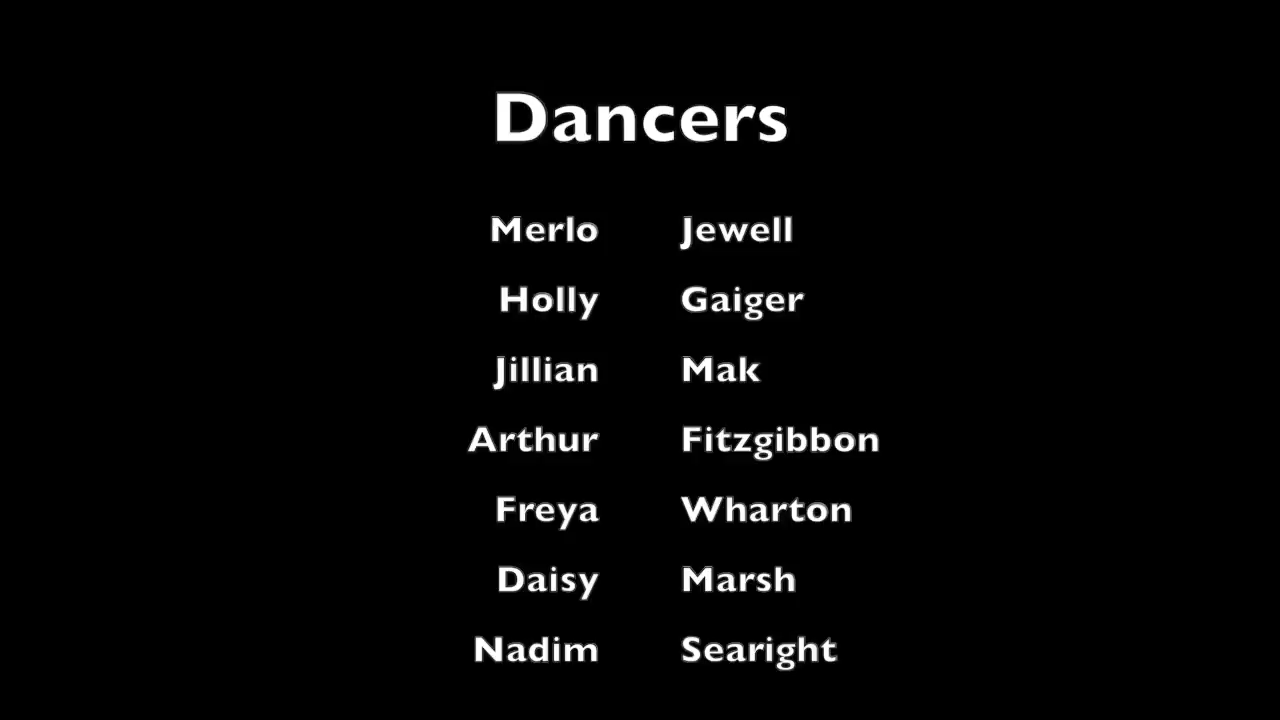 Dancers
Merlo Jewell
Holly Gaiger
Jillian Mak
Arthur Fitzgibbon
Freya Wharton
Daisy Marsh
Nadim Searight